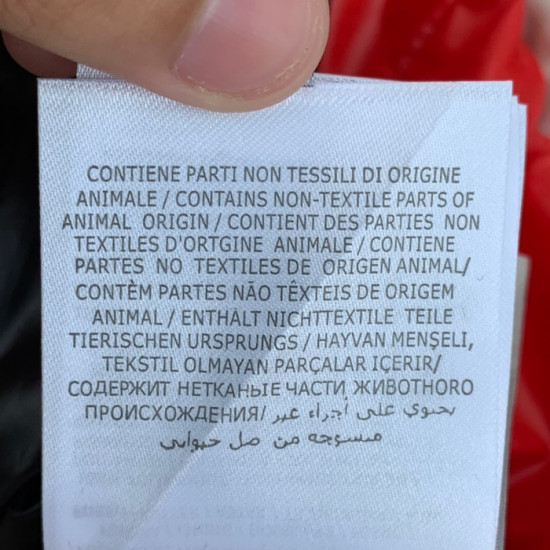 CONTIENE PARTI NON TESSILI DI ORIGINE
ANIMALE / CONTAINS NON-TEXTILE PARTS OF
ANIMAL ORIGIN / CONTIENT DES PARTIES NON
TEXTILES D'ORTGINE ANIMALE / CONTIENE
PARTES NO TEXTILES DE ORIGEN ANIMAL/
CONTÈM PARTES NÃO TÊXTEIS DE ORIGEM
ANIMAL / ENTHÄLT NICHTTEXTILE TEILE
TIERISCHEN URSPRUNGS / HAYVAN MENŞELI,
TEKSTIL OLMAYAN PARÇALAR IÇERIR/
СОДЕРЖИТ НЕТКАНЫЕ ЧАСТИ ЖИВОТНОГО
ПРОИСХОЖДЕНИЯ/ يحتوي على أجزاء غير
منسوجه من صل حيواني